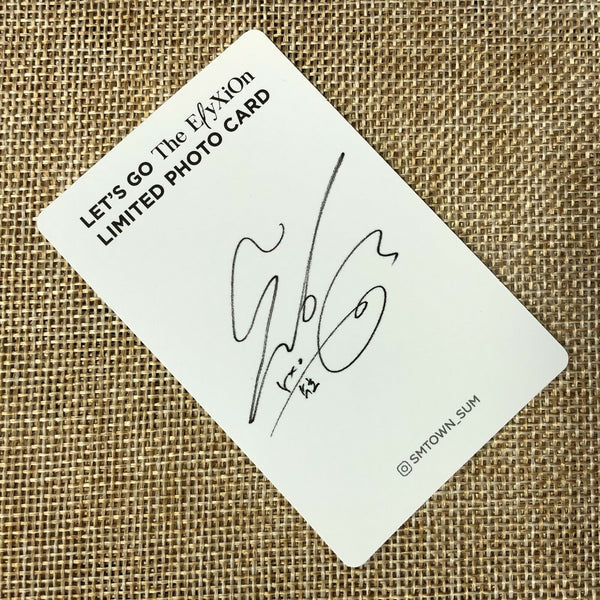 LET'S GO The ElyXiOn
LIMITED PHOTO CARD
SMTOWN_SUM